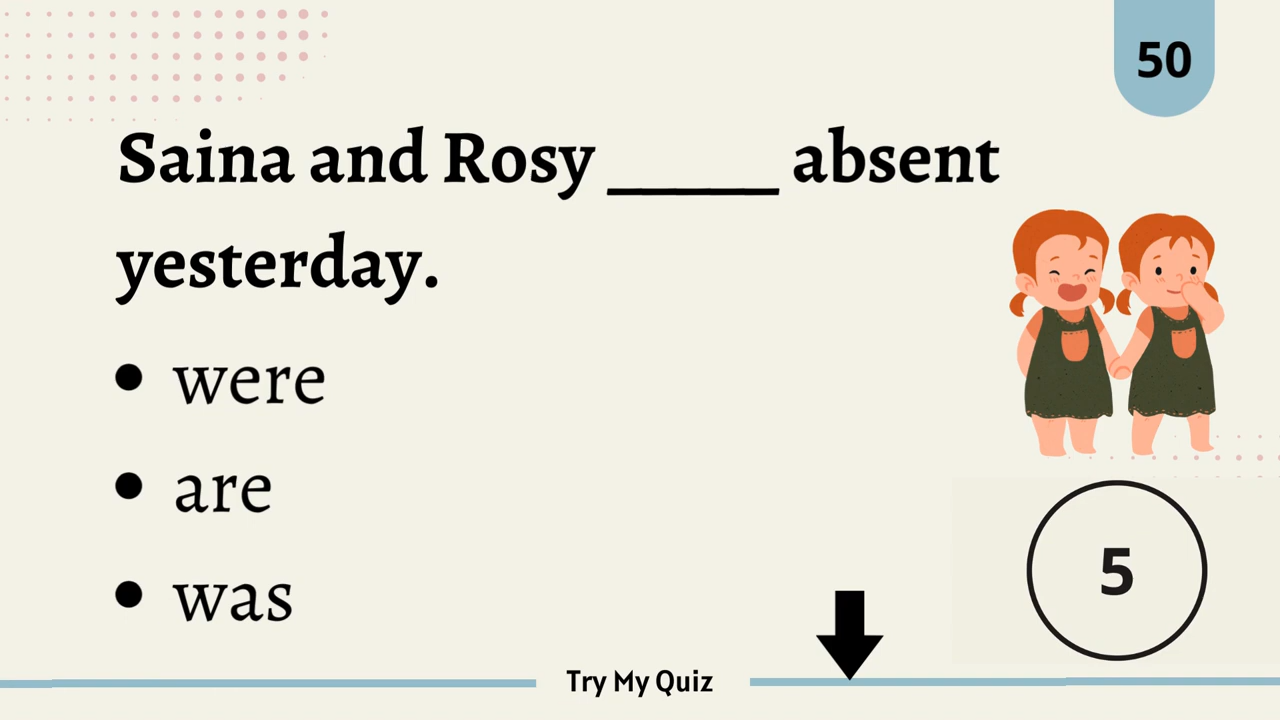 50
Saina and Rosy _____ absent
yesterday.
• were
• are
• was
5
Try My Quiz